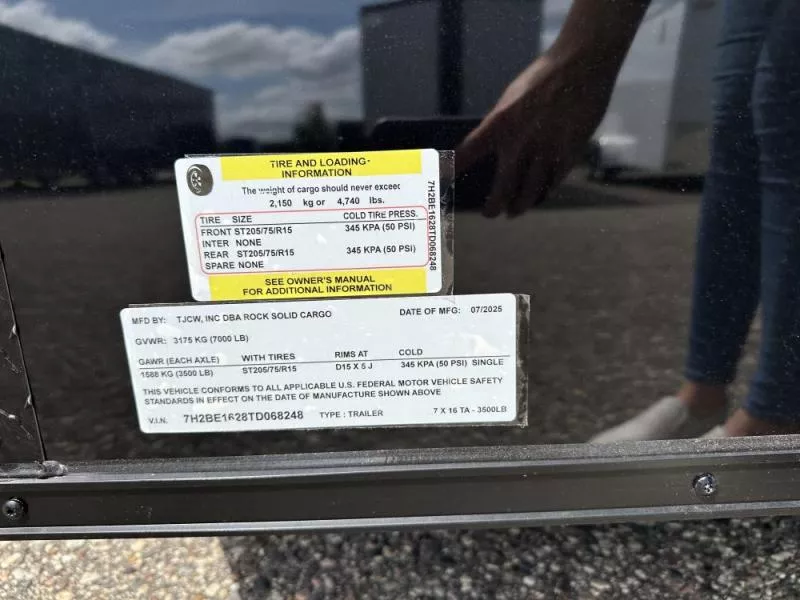 TIRE AND LOADING
INFORMATION
The weight of cargo should never exceed
2,150 kg or 4,740 lbs.
TIRE SIZE COLD TIRE PRESS.
FRONT ST205/75/R15 345 KPA (50 PSI)
INTER NONE
REAR ST205/75/R15 345 KPA (50 PSI)
SPARE NONE
SEE OWNER'S MANUAL
FOR ADDITIONAL INFORMATION
7H2BE1628TD068248
MFD BY: TJCW, INC DBA ROCK SOLID CARGO DATE OF MFG: 07/2025
GVWR: 3175 KG (7000 LB)
GAWR (EACH AXLE) WITH TIRES RIMS AT COLD
1588 KG (3500 LB) ST205/75/R15 D15 X 5 J 345 KPA (50 PSI) SINGLE
THIS VEHICLE CONFORMS TO ALL APPLICABLE U.S. FEDERAL MOTOR VEHICLE SAFETY
STANDARDS IN EFFECT ON THE DATE OF MANUFACTURE SHOWN ABOVE
V.I.N. 7H2BE1628TD068248 TYPE : TRAILER 7 X 16 TA - 3500LB